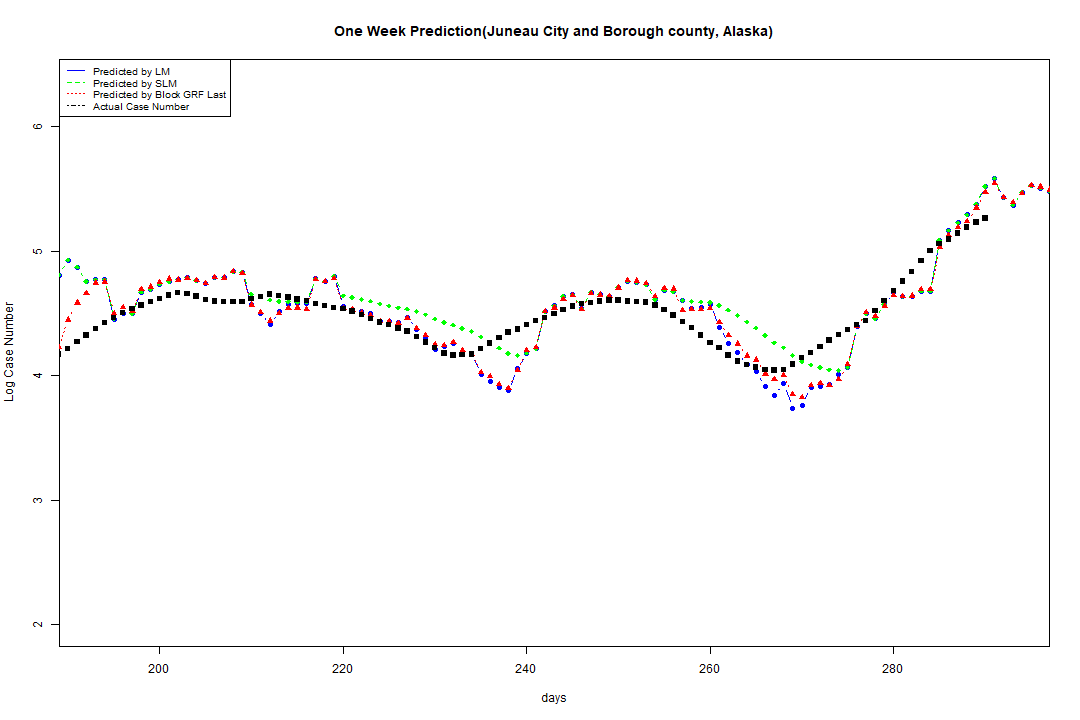 One Week Prediction(Juneau City and Borough county, Alaska)
Predicted by LM
Predicted by SLM
Predicted by Block GRF Last
Actual Case Number
6
5
4
3
2
Log Case Number
200 220 240 260 280
days